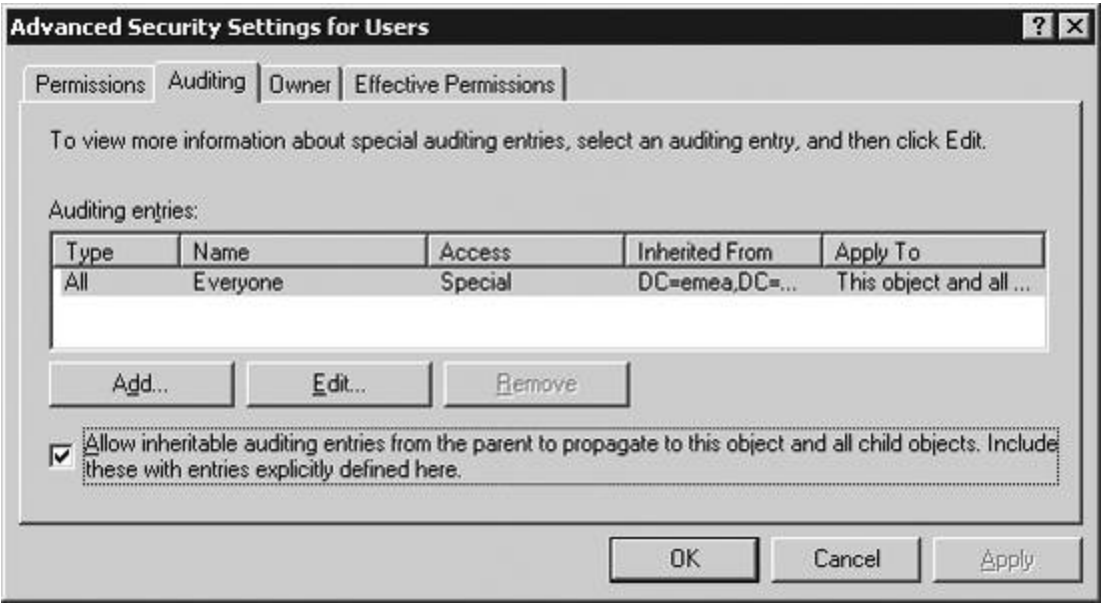 Advanced Security Settings for Users
Permissions Auditing Owner Effective Permissions
To view more information about special auditing entries, select an auditing entry, and then click Edit.
Auditing entries:
Type Name Access Inherited From Apply To
All Everyone Special DC=emea,DC=... This object and all ...
Add... Edit... Remove
Allow inheritable auditing entries from the parent to propagate to this object and all child objects. Include
these with entries explicitly defined here.
OK Cancel Apply